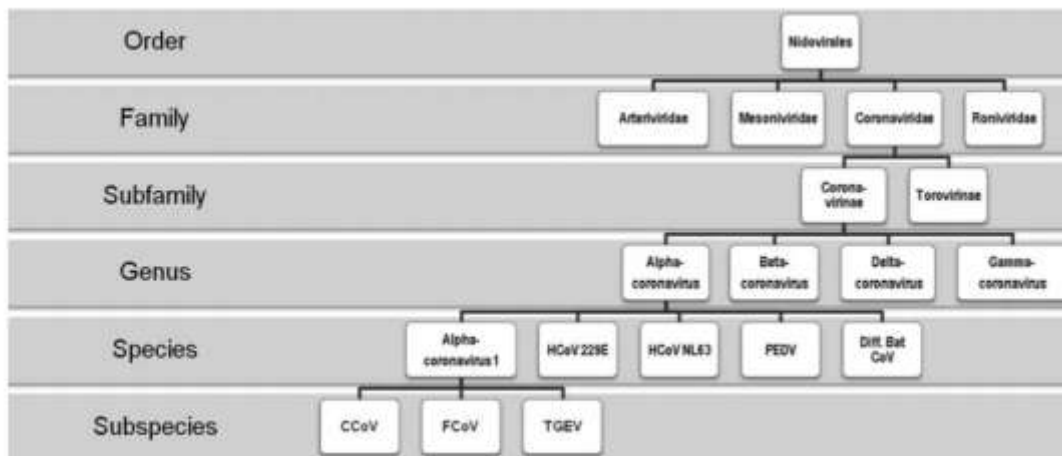 Order
Nidovirales
Family
Arteriviridae
Mesoniviridae
Coronaviridae
Roniviridae
Subfamily
Corona-
virinae
Torovirinae
Genus
Alpha-
coronavirus
Beta-
coronavirus
Delta-
coronavirus
Gamma-
coronavirus
Species
Alpha-
coronavirus 1
HCoV 229E
HCoV NL63
PEDV
Diff. Bat
CoV
Subspecies
CCoV
FCoV
TGEV